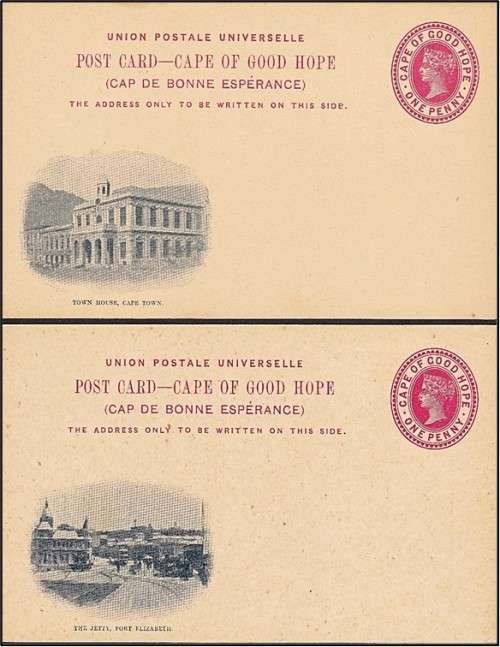 UNION POSTALE UNIVERSELLE
POST CARD—CAPE OF GOOD HOPE
(CAP DE BONNE ESPÉRANCE)
THE ADDRESS ONLY TO BE WRITTEN ON THIS SIDE.
CAPE OF GOOD HOPE
ONE PENNY
TOWN HOUSE, CAPE TOWN.
UNION POSTALE UNIVERSELLE
POST CARD—CAPE OF GOOD HOPE
(CAP DE BONNE ESPÉRANCE)
THE ADDRESS ONLY TO BE WRITTEN ON THIS SIDE.
CAPE OF GOOD HOPE
ONE PENNY
THE JETTY, PORT ELIZABETH.